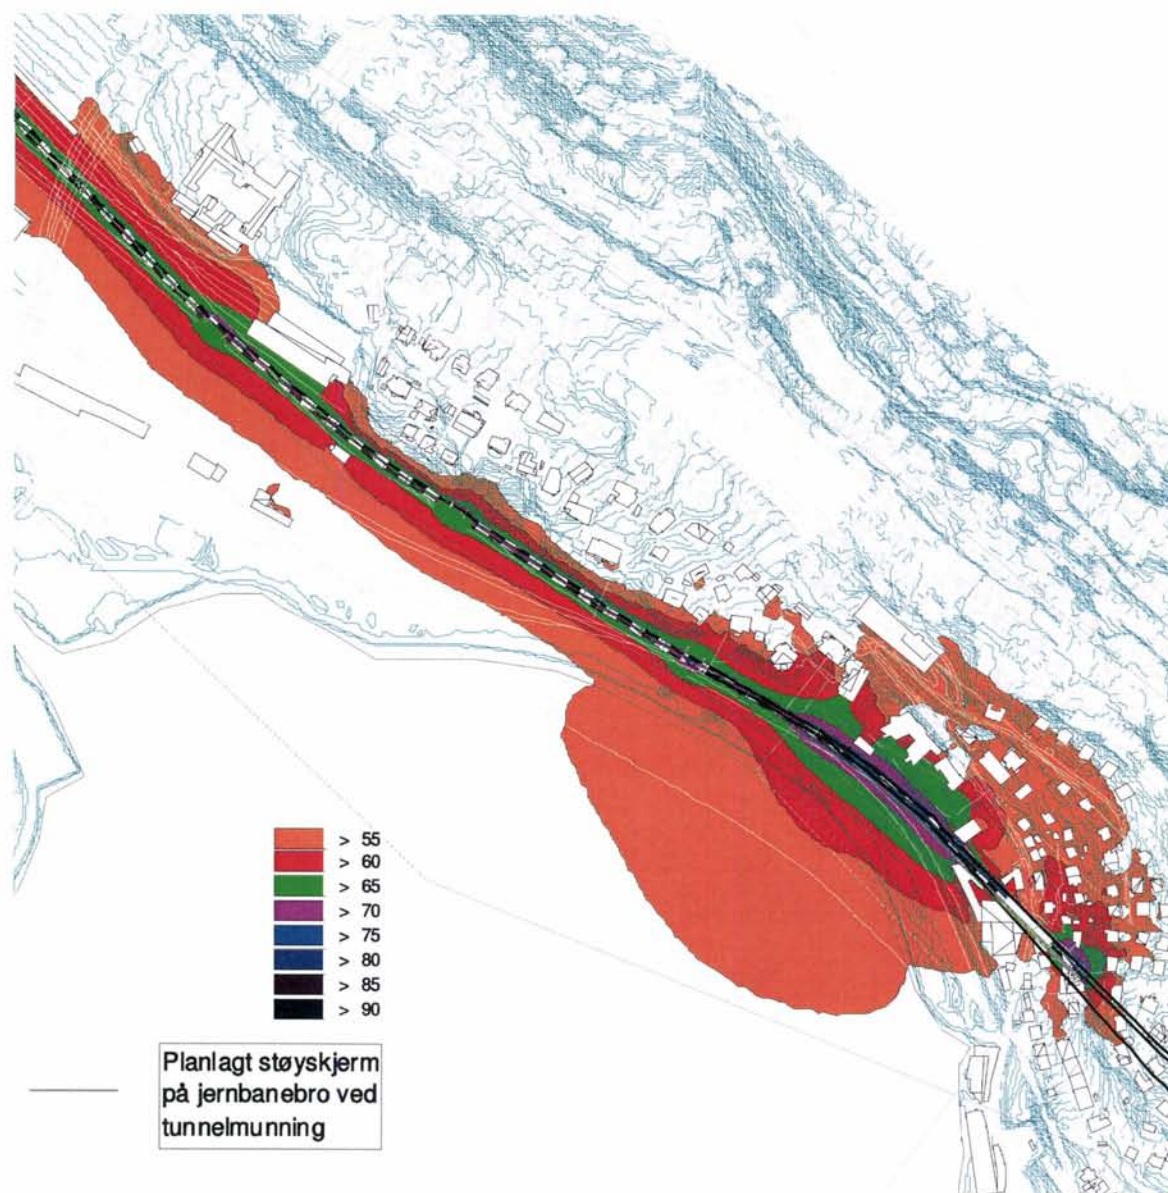 > 55
> 60
> 65
> 70
> 75
> 80
> 85
> 90
Planlagt støyskjerm
på jernbanebro ved
tunnelmunning